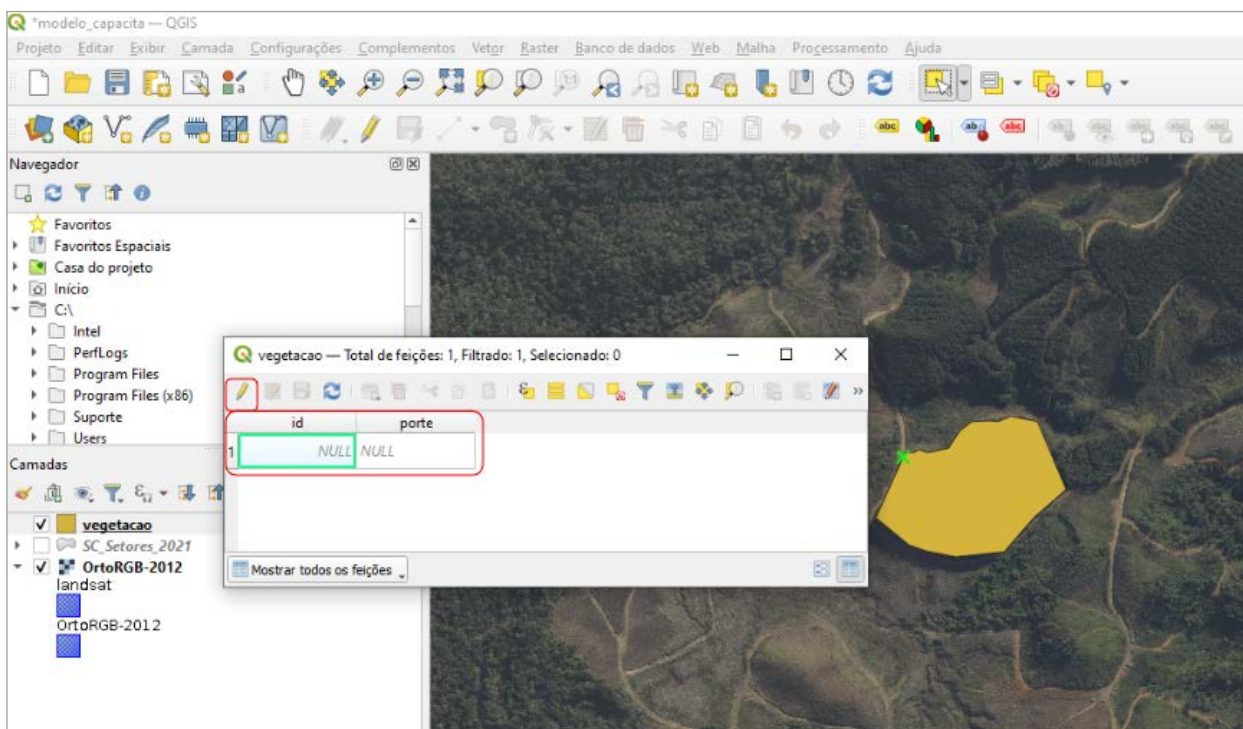 *modelo_capacita — QGIS
Projeto Editar Exibir Camada Configurações Complementos Vetor Raster Banco de dados Web Malha Processamento Ajuda
abc ab abc
Navegador
Favoritos
Favoritos Espaciais
Casa do projeto
Início
C:\
Intel
PerfLogs
Program Files
Program Files (x86)
Suporte
Users
vegetacao — Total de feições: 1, Filtrado: 1, Selecionado: 0
id porte
1 NULL NULL
Mostrar todos os feições
Camadas
vegetacao
SC_Setores_2021
OrtoRGB-2012
landsat
OrtoRGB-2012